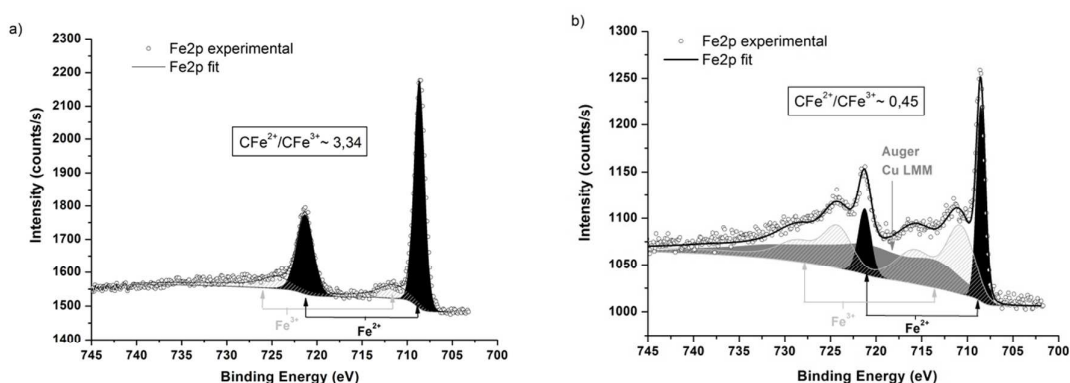 a)
2300
2200
2100
2000
1900
1800
1700
1600
1500
1400
Fe2p experimental
Fe2p fit
CFe²⁺/CFe³⁺~ 3,34
Fe³⁺
Fe²⁺
745 740 735 730 725 720 715 710 705 700
Binding Energy (eV)
Intensity (counts/s)
b)
1300
1250
1200
1150
1100
1050
1000
Fe2p experimental
Fe2p fit
CFe²⁺/CFe³⁺~ 0,45
Auger
Cu LMM
Fe³⁺
Fe²⁺
745 740 735 730 725 720 715 710 705 700
Binding Energy (eV)
Intensity (counts/s)